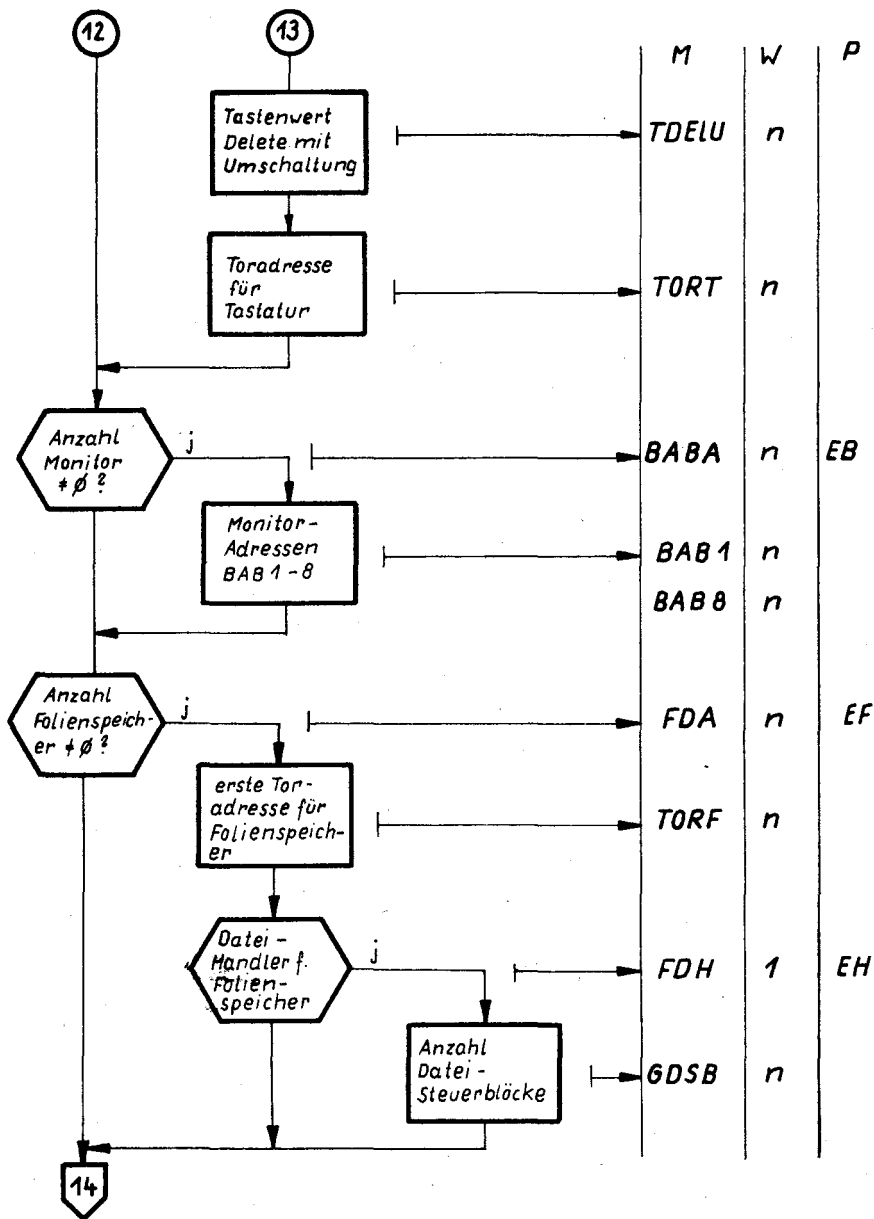 12 13 M W P
Tastenwert
Delete mit
Umschaltung
TDELU n
Toradresse
für
Tastatur
TORT n
Anzahl
Monitor
≠ Ø ?
j
BABA n EB
Monitor-
Adressen
BAB 1 - 8
BAB 1 n
BAB 8 n
Anzahl
Folienspeich-
er ≠ Ø ?
j
FDA n EF
erste Tor-
adresse für
Folienspeich-
er
TORF n
Datei-
Handler f.
Folien-
speicher
j
FDH 1 EH
Anzahl
Datei-
Steuerblöcke
GDSB n
14